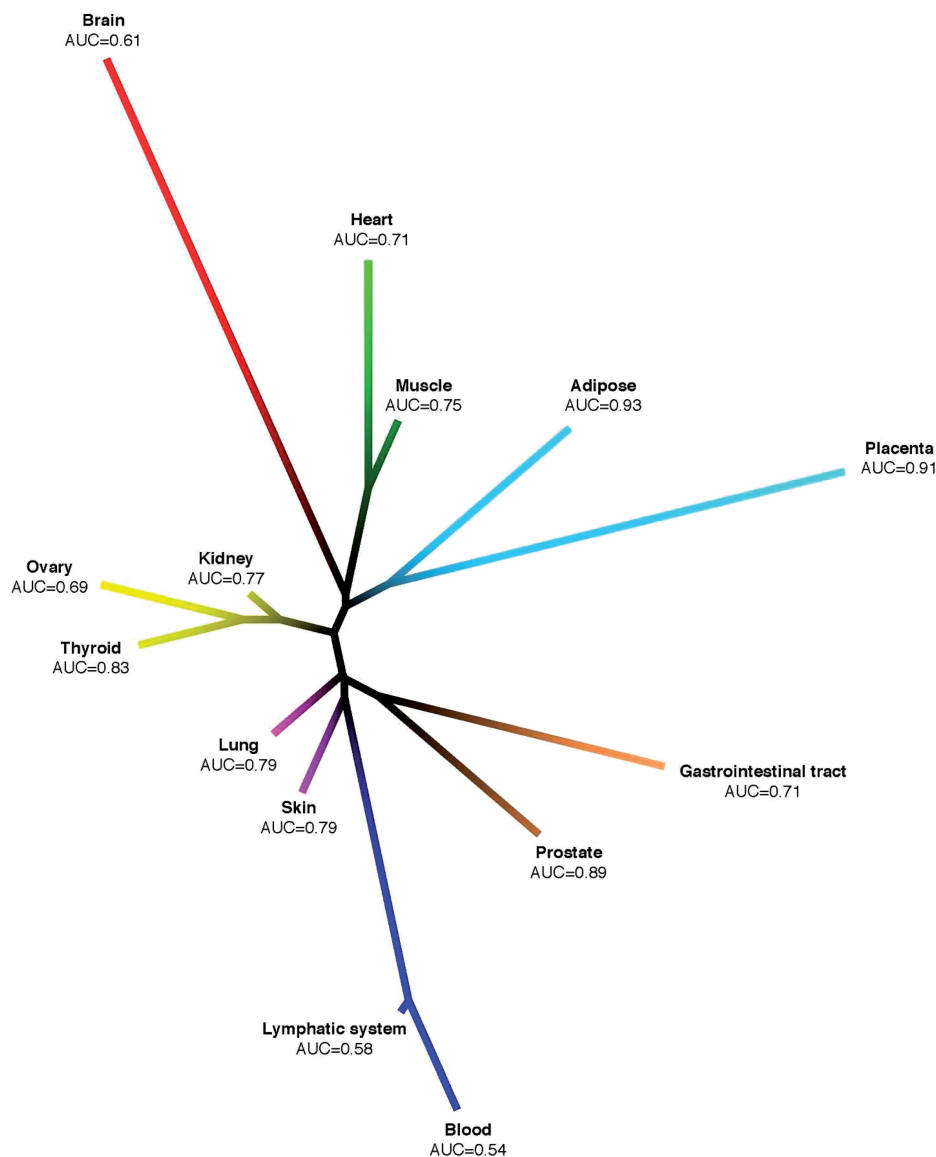 Brain
AUC=0.61
Heart
AUC=0.71
Muscle
AUC=0.75
Adipose
AUC=0.93
Placenta
AUC=0.91
Kidney
AUC=0.77
Ovary
AUC=0.69
Thyroid
AUC=0.83
Lung
AUC=0.79
Skin
AUC=0.79
Gastrointestinal tract
AUC=0.71
Prostate
AUC=0.89
Lymphatic system
AUC=0.58
Blood
AUC=0.54